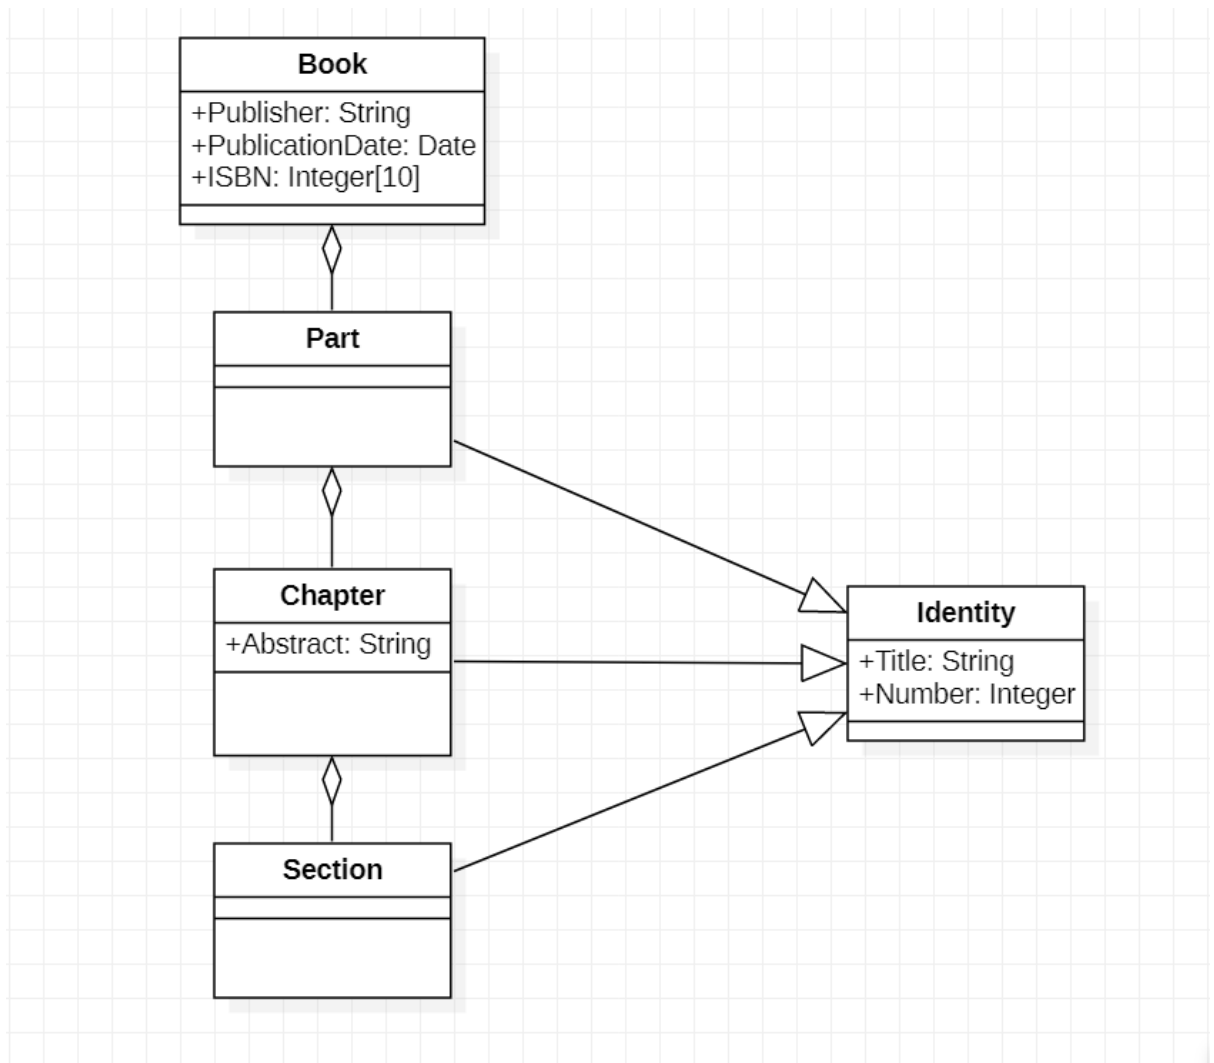 Book
+Publisher: String
+PublicationDate: Date
+ISBN: Integer[10]
Part
Chapter
+Abstract: String
Identity
+Title: String
+Number: Integer
Section